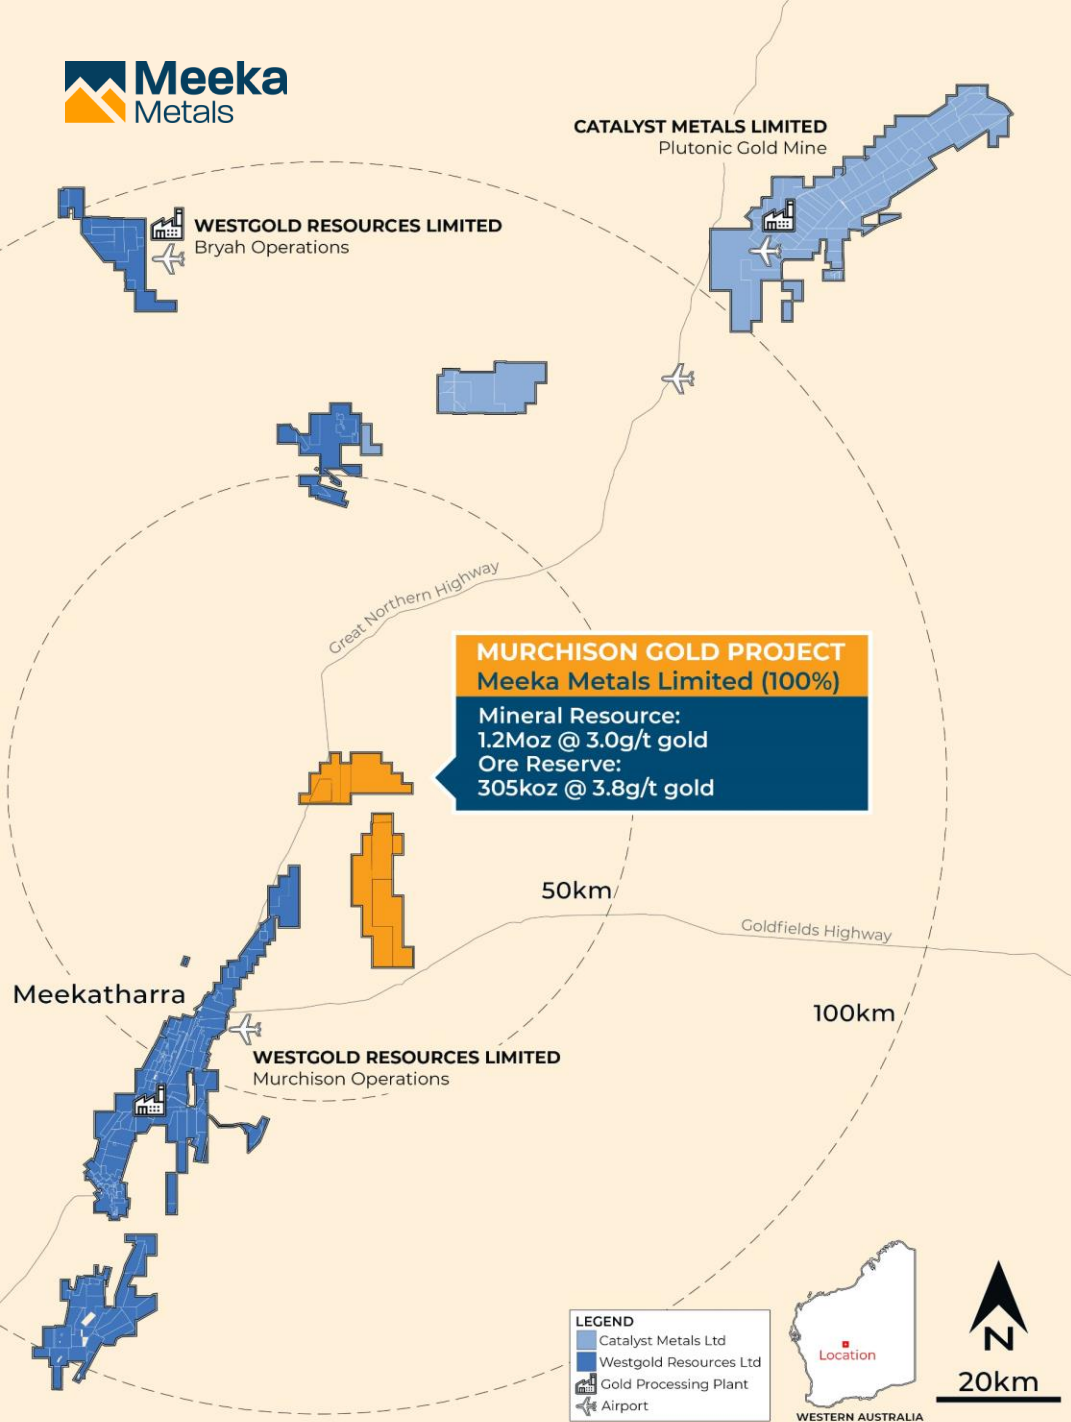 Meeka
Metals
CATALYST METALS LIMITED
Plutonic Gold Mine
WESTGOLD RESOURCES LIMITED
Bryah Operations
Great Northern Highway
MURCHISON GOLD PROJECT
Meeka Metals Limited (100%)
Mineral Resource:
1.2Moz @ 3.0g/t gold
Ore Reserve:
305koz @ 3.8g/t gold
50km
Goldfields Highway
Meekatharra
100km
WESTGOLD RESOURCES LIMITED
Murchison Operations
LEGEND
Catalyst Metals Ltd
Westgold Resources Ltd
Gold Processing Plant
Airport
Location
WESTERN AUSTRALIA
N
20km